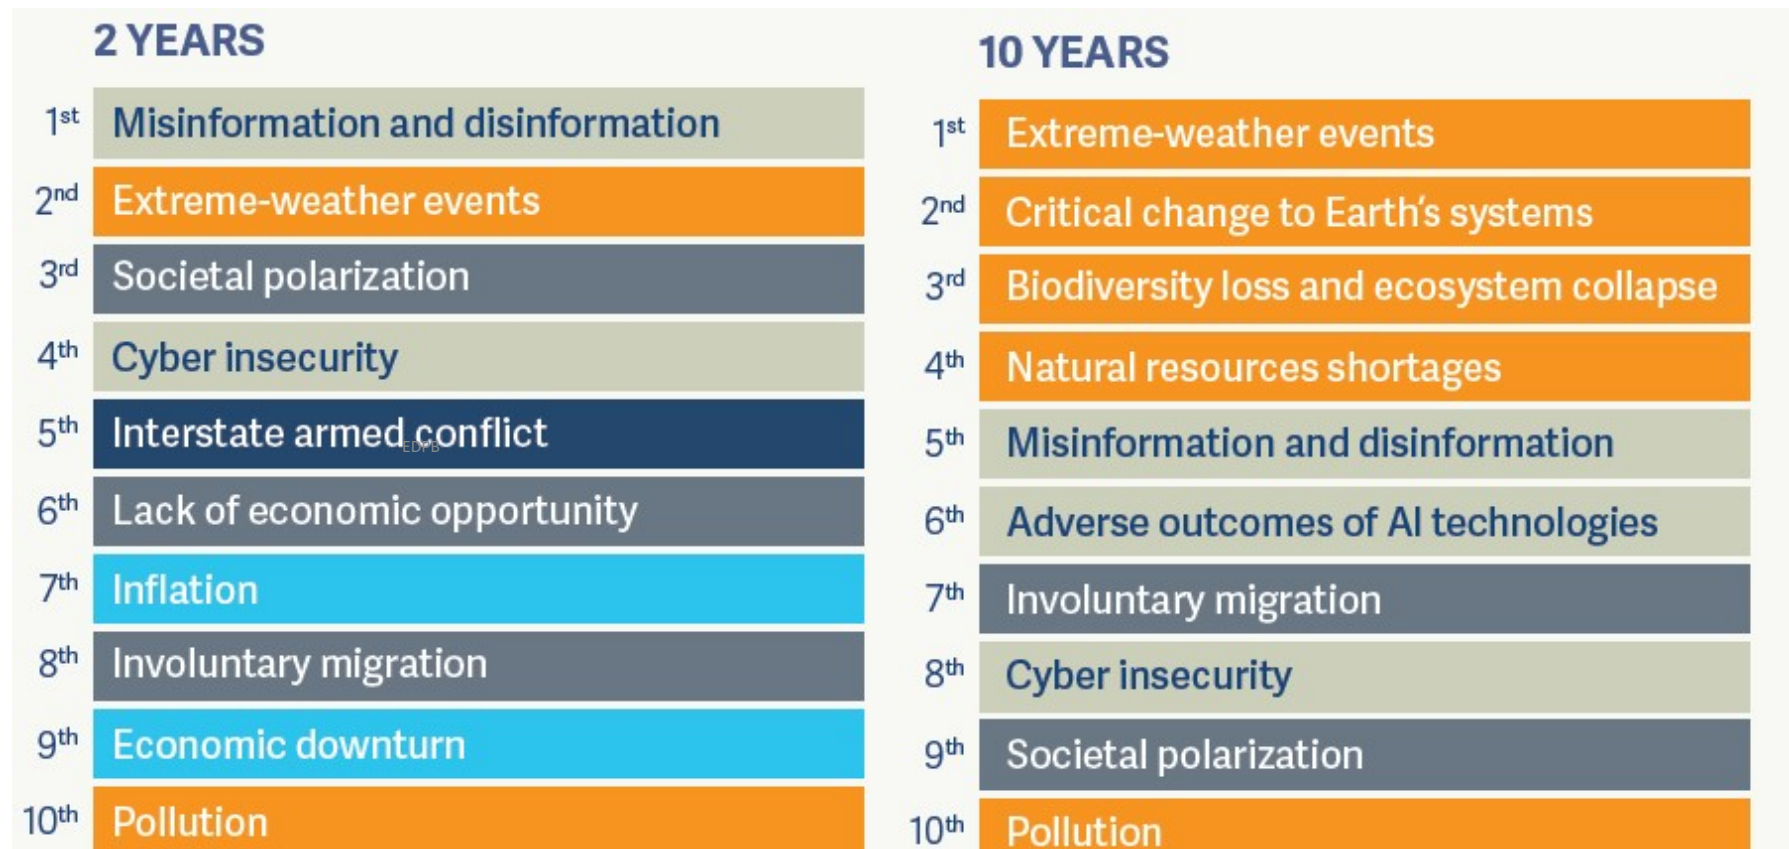 2 YEARS
1st Misinformation and disinformation
2nd Extreme-weather events
3rd Societal polarization
4th Cyber insecurity
5th Interstate armed conflict
EDPB
6th Lack of economic opportunity
7th Inflation
8th Involuntary migration
9th Economic downturn
10th Pollution
10 YEARS
1st Extreme-weather events
2nd Critical change to Earth’s systems
3rd Biodiversity loss and ecosystem collapse
4th Natural resources shortages
5th Misinformation and disinformation
6th Adverse outcomes of AI technologies
7th Involuntary migration
8th Cyber insecurity
9th Societal polarization
10th Pollution